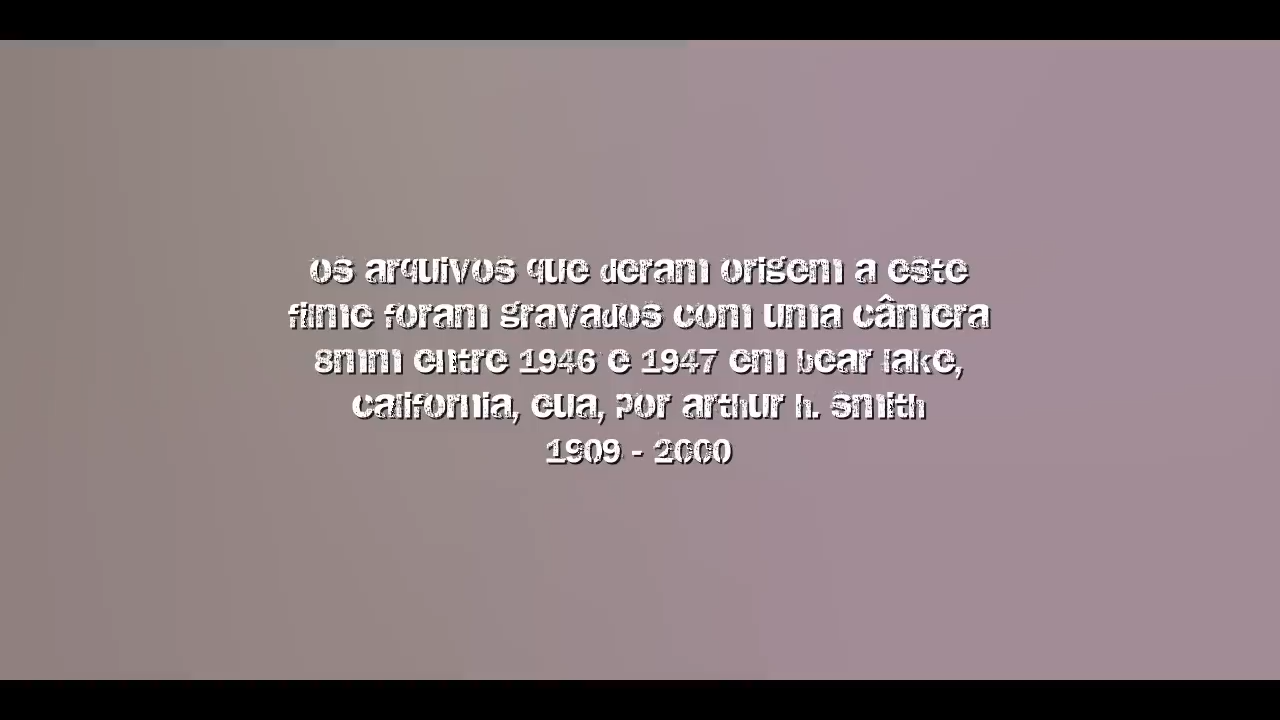 os arquivos que deram origem a este
filme foram gravados com uma câmera
8mm entre 1946 e 1947 em bear lake,
california, eua, por arthur h. smith
1909 - 2000